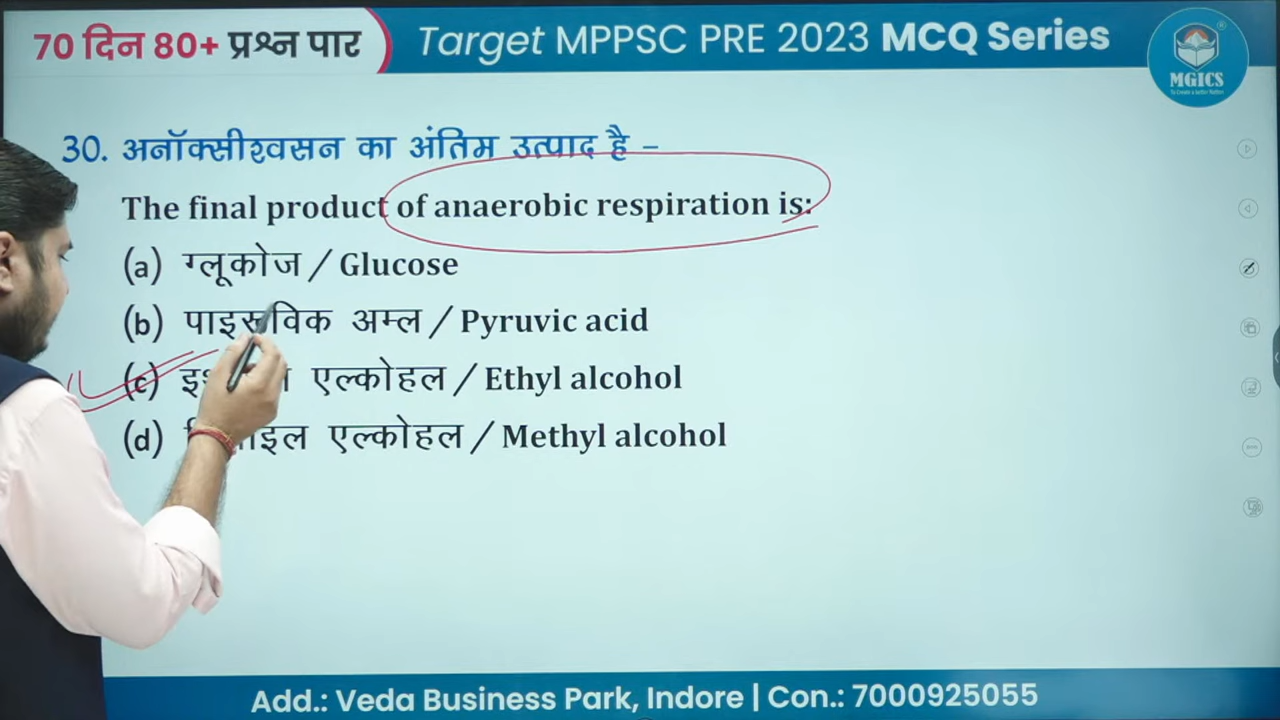 70 दिन 80+ प्रश्न पार
Target MPPSC PRE 2023 MCQ Series
MGICS
30. अनॉक्सीश्वसन का अंतिम उत्पाद है –
The final product of anaerobic respiration is:
(a) ग्लूकोज / Glucose
(b) पाइरूविक अम्ल / Pyruvic acid
(c) एल्कोहल / Ethyl alcohol
(d) एल्कोहल / Methyl alcohol
Add.: Veda Business Park, Indore | Con.: 7000925055